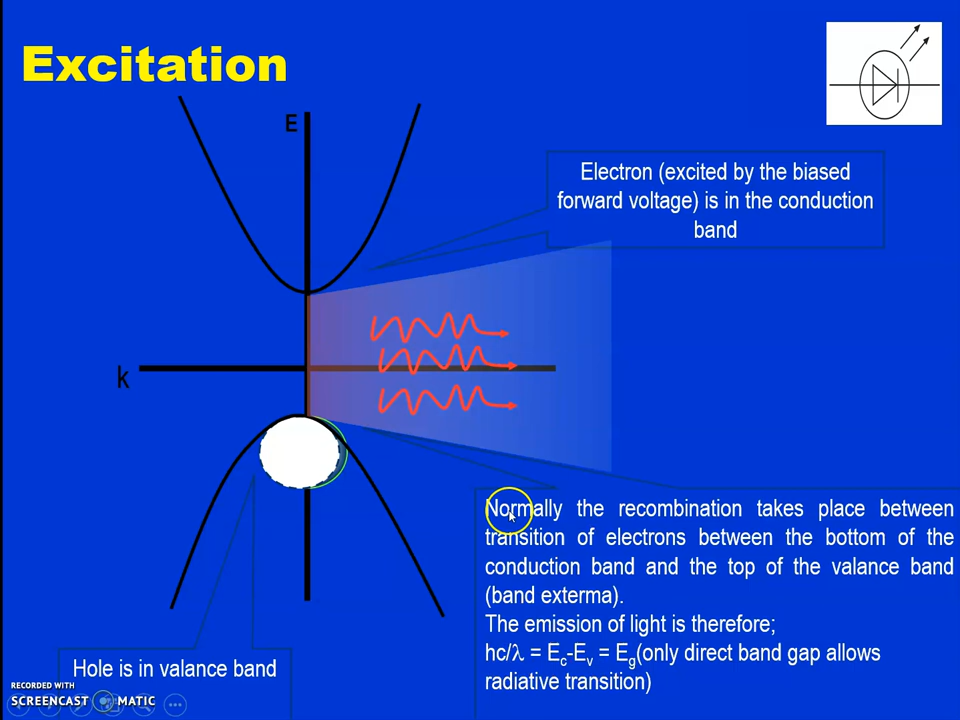 Excitation
E
Electron (excited by the biased
forward voltage) is in the conduction
band
k
Normally the recombination takes place between
transition of electrons between the bottom of the
conduction band and the top of the valance band
(band exterma).
The emission of light is therefore;
hc/λ = Ec-Ev = Eg(only direct band gap allows
radiative transition)
Hole is in valance band
RECORDED WITH
SCREENCAST MATIC